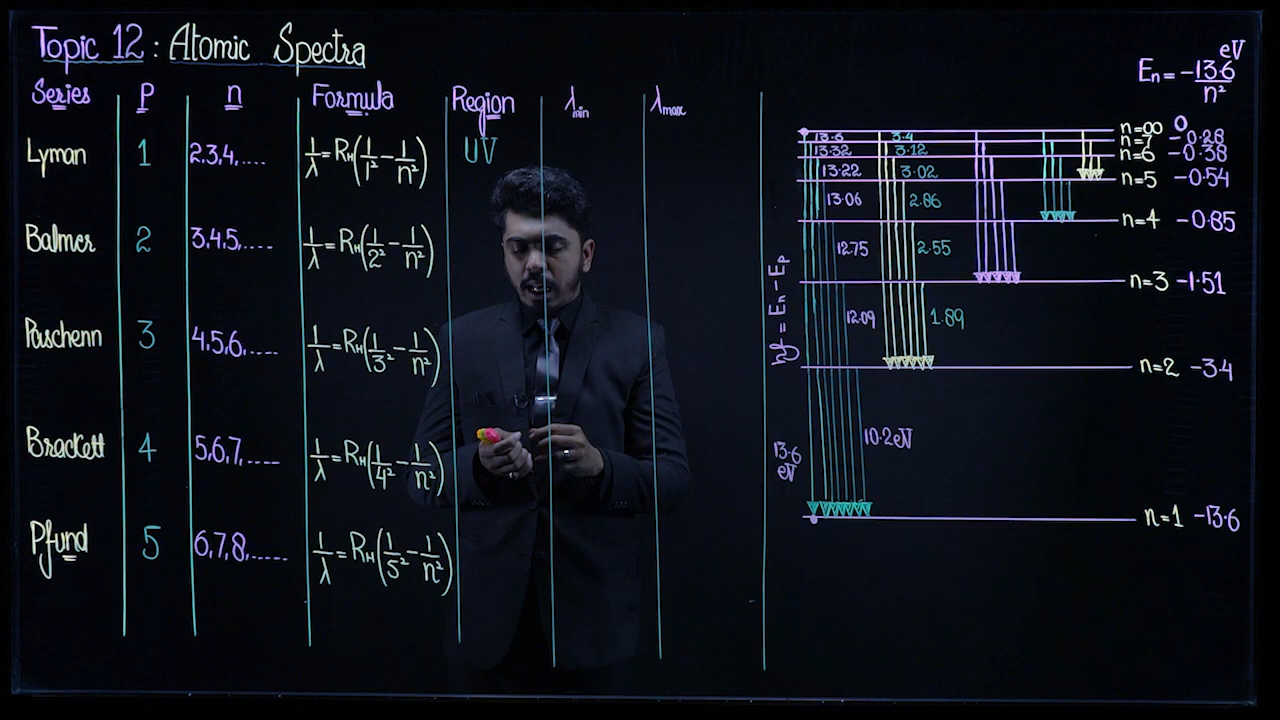 Topic 12 : Atomic Spectra
Series P n Formula Region λmin λmax
Lyman 1 2,3,4,.... 1/λ = RH(1/1² − 1/n²) UV
Balmer 2 3,4,5,.... 1/λ = RH(1/2² − 1/n²)
Paschenn 3 4,5,6,..... 1/λ = RH(1/3² − 1/n²)
Brackett 4 5,6,7,..... 1/λ = RH(1/4² − 1/n²)
Pfund 5 6,7,8,...... 1/λ = RH(1/5² − 1/n²)
eV
En = −13.6/n²
13.6 3.4 n=∞ 0
n=7 −0.28
13.32 3.12 n=6 −0.38
13.22 3.02 n=5 −0.54
13.06 2.86 n=4 −0.85
12.75 2.55
hf = En − Ep
n=3 −1.51
12.09 1.89
n=2 −3.4
13.6 eV
10.2eV
n=1 −13.6